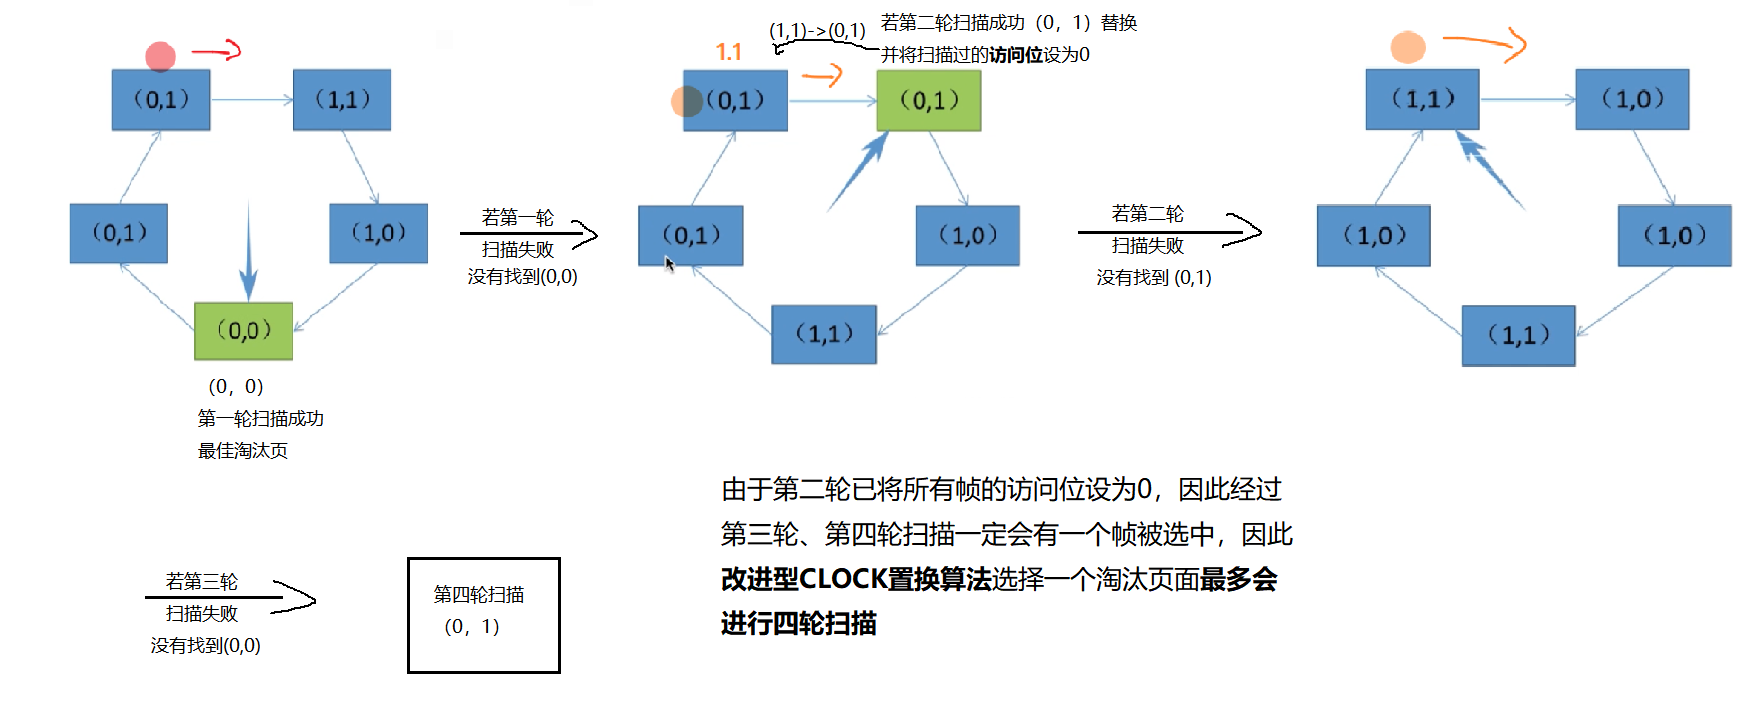 （0,1）
（1,1）
（0,1）
（1,0）
（0,0）
（0，0）
第一轮扫描成功
最佳淘汰页
若第一轮
扫描失败
没有找到(0,0)
1.1
(1,1)->(0,1)
若第二轮扫描成功（0，1）替换
并将扫描过的访问位设为0
（0,1）
（0,1）
（0,1）
（1,0）
（1,1）
若第二轮
扫描失败
没有找到 (0,1)
（1,1）
（1,0）
（1,0）
（1,0）
（1,1）
若第三轮
扫描失败
没有找到(0,0)
第四轮扫描
（0，1）
由于第二轮已将所有帧的访问位设为0，因此经过
第三轮、第四轮扫描一定会有一个帧被选中，因此
改进型CLOCK置换算法选择一个淘汰页面最多会
进行四轮扫描